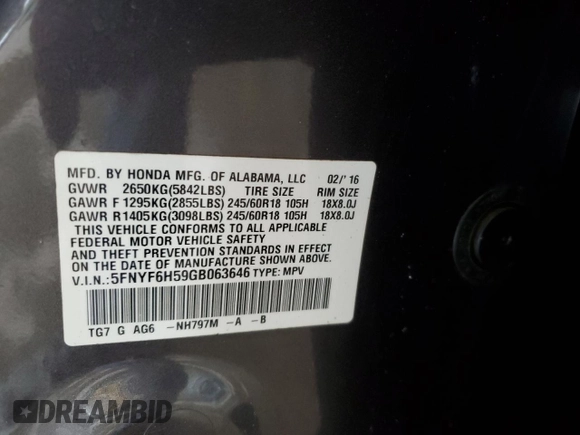 MFD. BY HONDA MFG. OF ALABAMA, LLC 02/'16
GVWR 2650KG(5842LBS) TIRE SIZE RIM SIZE
GAWR F 1295KG(2855LBS) 245/60R18 105H 18X8.0J
GAWR R 1405KG(3098LBS) 245/60R18 105H 18X8.0J
THIS VEHICLE CONFORMS TO ALL APPLICABLE
FEDERAL MOTOR VEHICLE SAFETY
AND THEFT PREVENTION STANDARDS IN EFFECT
ON THE DATE OF MANUFACTURE SHOWN ABOVE.
V.I.N.:5FNYF6H59GB063646 TYPE: MPV
TG7 G AG6 -NH797M -A -B
DREAMBID